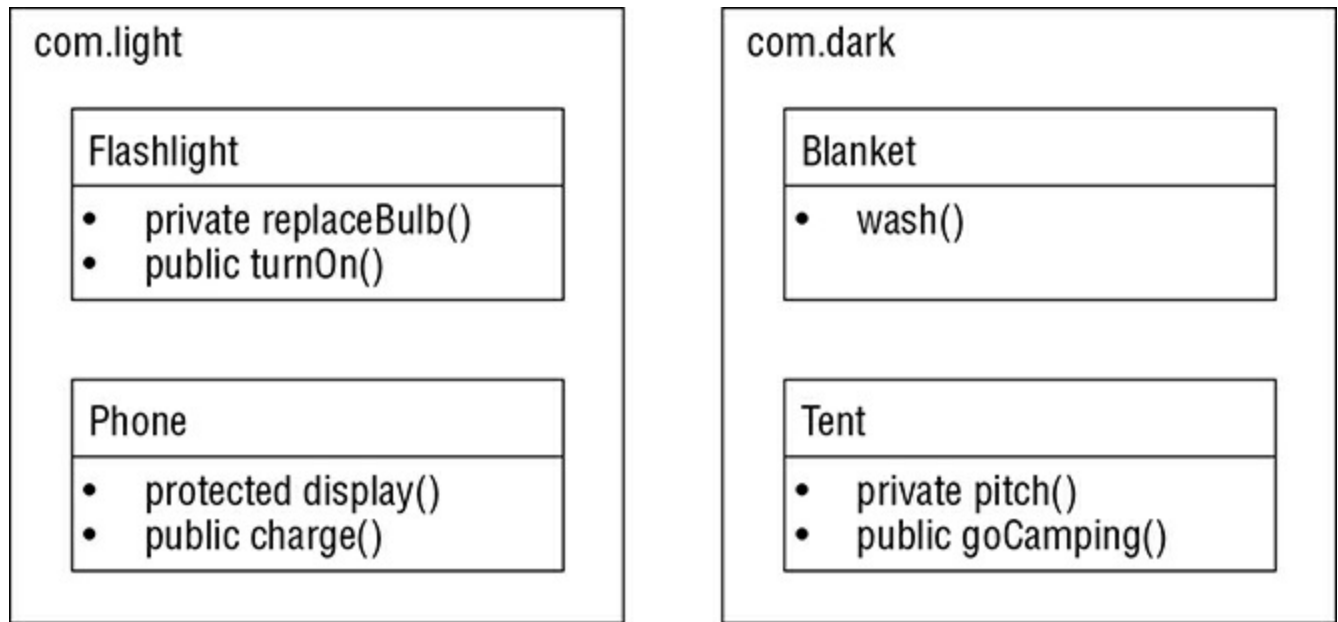 com.light
Flashlight
• private replaceBulb()
• public turnOn()
Phone
• protected display()
• public charge()
com.dark
Blanket
• wash()
Tent
• private pitch()
• public goCamping()